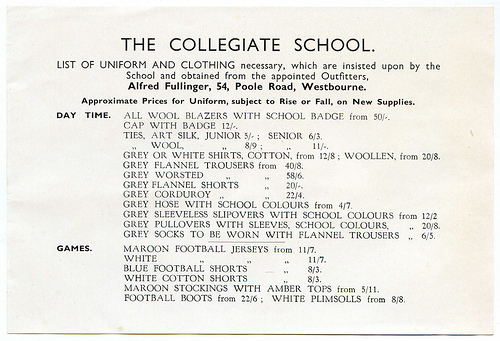 THE COLLEGIATE SCHOOL.
LIST OF UNIFORM AND CLOTHING necessary, which are insisted upon by the
School and obtained from the appointed Outfitters,
Alfred Fullinger, 54, Poole Road, Westbourne.
Approximate Prices for Uniform, subject to Rise or Fall, on New Supplies.
DAY TIME. ALL WOOL BLAZERS WITH SCHOOL BADGE from 50/-.
CAP WITH BADGE 12/-.
TIES, ART SILK, JUNIOR 5/- ; SENIOR 6/3.
„ WOOL, „ 8/9 ; „ 11/-.
GREY OR WHITE SHIRTS, COTTON, from 12/8 ; WOOLLEN, from 20/8.
GREY FLANNEL TROUSERS from 40/8.
GREY WORSTED „ „ 58/6.
GREY FLANNEL SHORTS „ 20/-.
GREY CORDUROY „ „ 22/4.
GREY HOSE WITH SCHOOL COLOURS from 4/7.
GREY SLEEVELESS SLIPOVERS WITH SCHOOL COLOURS from 12/2
GREY PULLOVERS WITH SLEEVES, SCHOOL COLOURS, „ 20/8.
GREY SOCKS TO BE WORN WITH FLANNEL TROUSERS „ 6/5.
GAMES. MAROON FOOTBALL JERSEYS from 11/7.
WHITE „ „ „ 11/7.
BLUE FOOTBALL SHORTS „ 8/3.
WHITE COTTON SHORTS „ 8/3.
MAROON STOCKINGS WITH AMBER TOPS from 5/11.
FOOTBALL BOOTS from 22/6 ; WHITE PLIMSOLLS from 8/8.